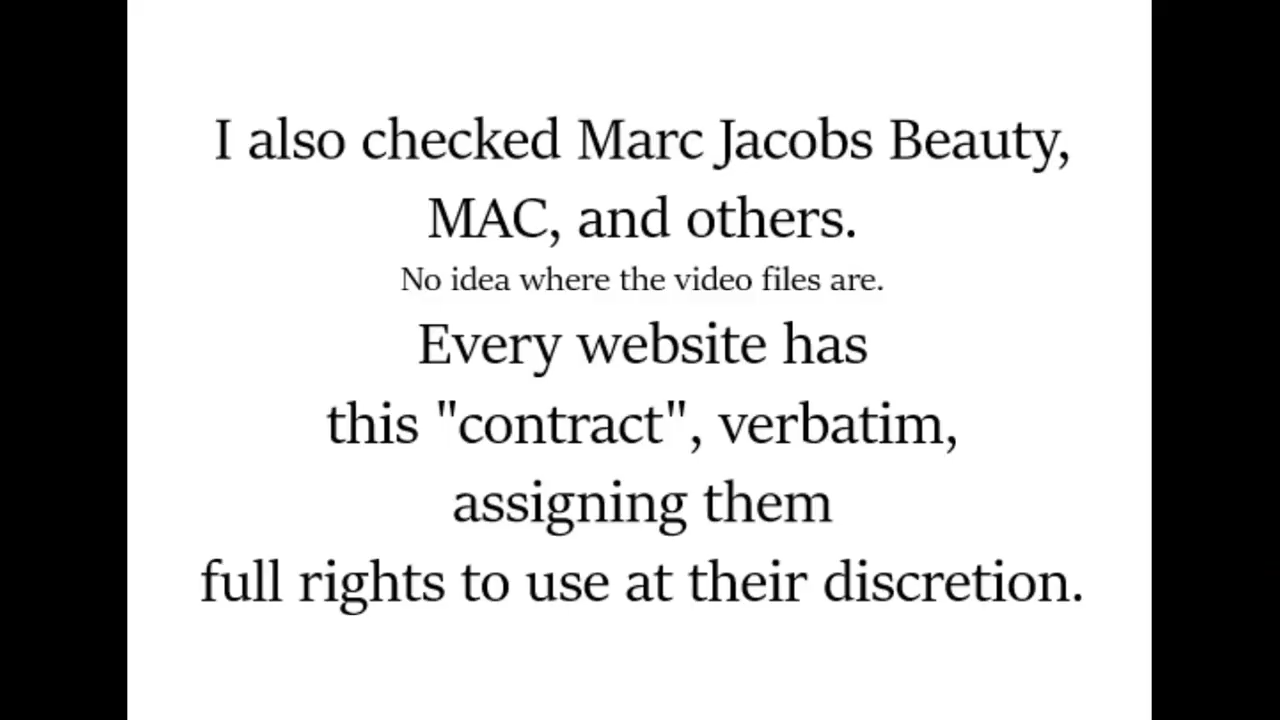 I also checked Marc Jacobs Beauty,
MAC, and others.
No idea where the video files are.
Every website has
this "contract", verbatim,
assigning them
full rights to use at their discretion.